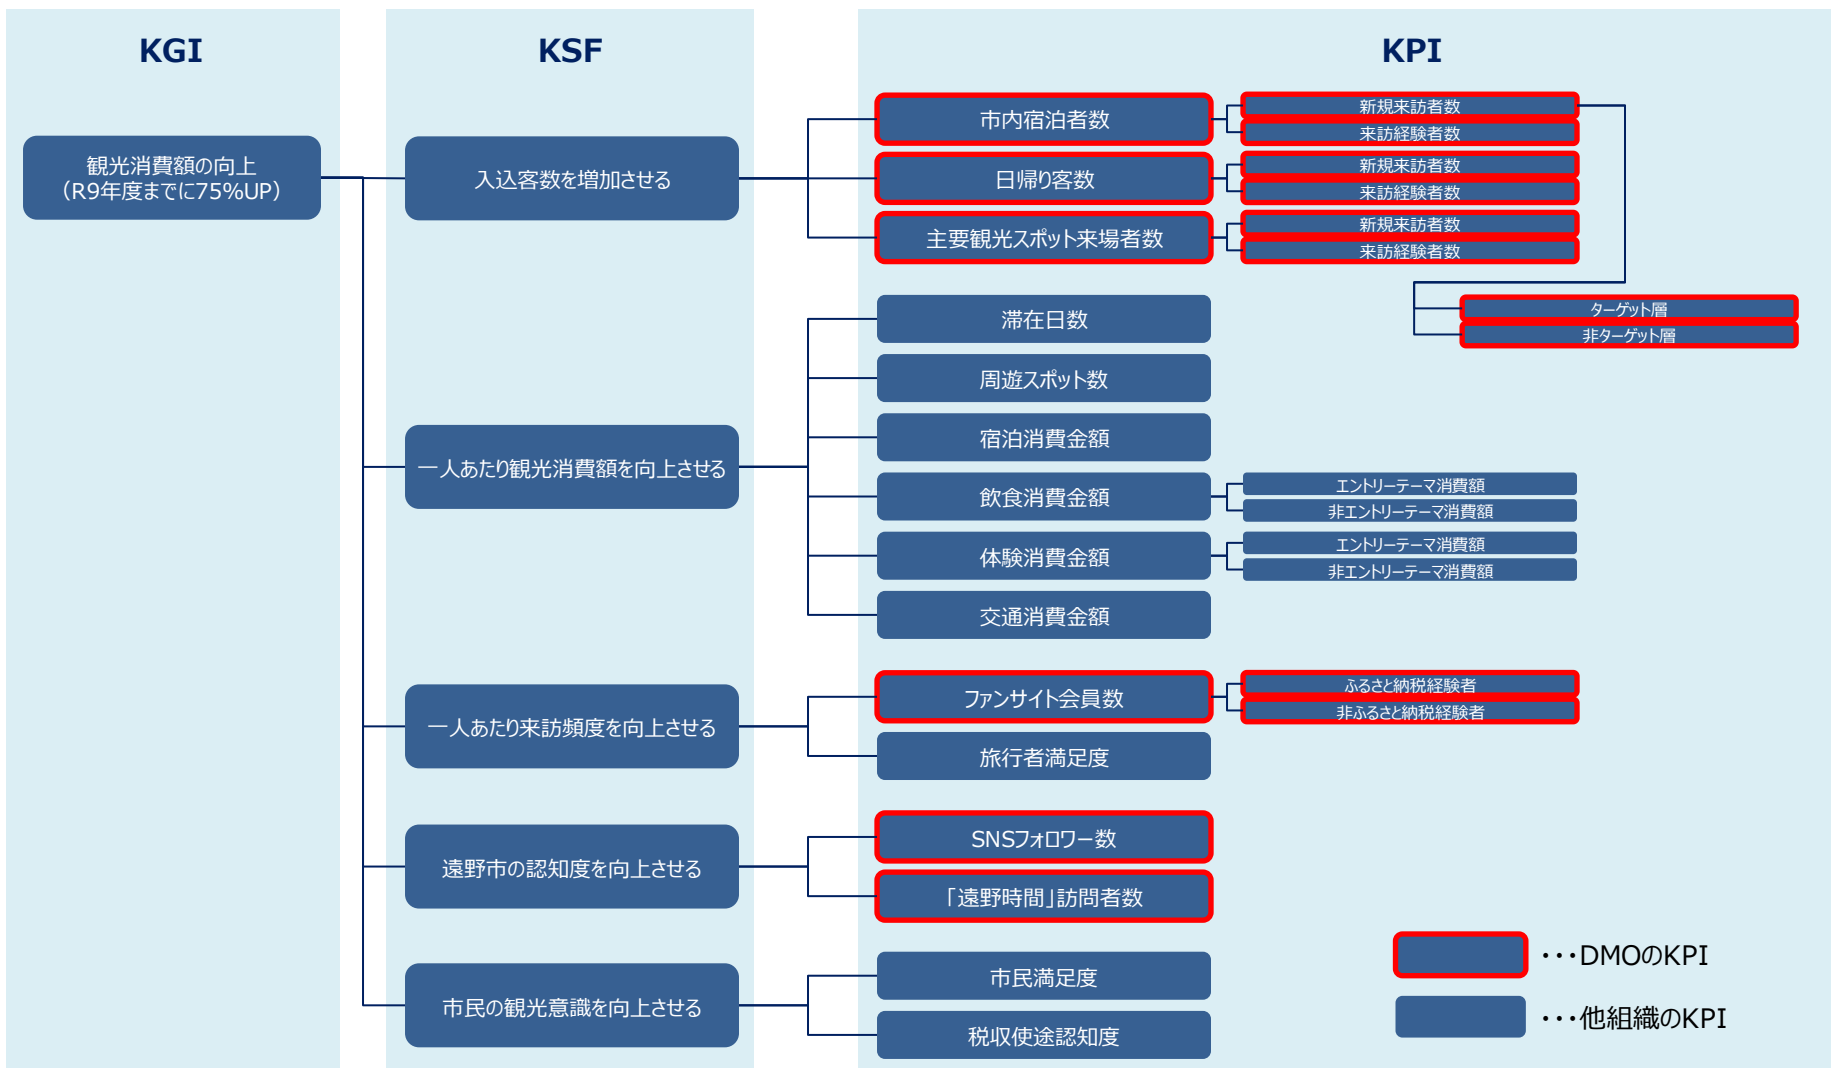 KGI
KSF
KPI
観光消費額の向上
（R9年度までに75%UP）
入込客数を増加させる
市内宿泊者数
新規来訪者数
来訪経験者数
日帰り客数
新規来訪者数
来訪経験者数
主要観光スポット来場者数
新規来訪者数
来訪経験者数
ターゲット層
非ターゲット層
一人あたり観光消費額を向上させる
滞在日数
周遊スポット数
宿泊消費金額
飲食消費金額
エントリーテーマ消費額
非エントリーテーマ消費額
体験消費金額
エントリーテーマ消費額
非エントリーテーマ消費額
交通消費金額
一人あたり来訪頻度を向上させる
ファンサイト会員数
ふるさと納税経験者
非ふるさと納税経験者
旅行者満足度
遠野市の認知度を向上させる
SNSフォロワー数
「遠野時間」訪問者数
市民の観光意識を向上させる
市民満足度
税収使途認知度
・・・DMOのKPI
・・・他組織のKPI